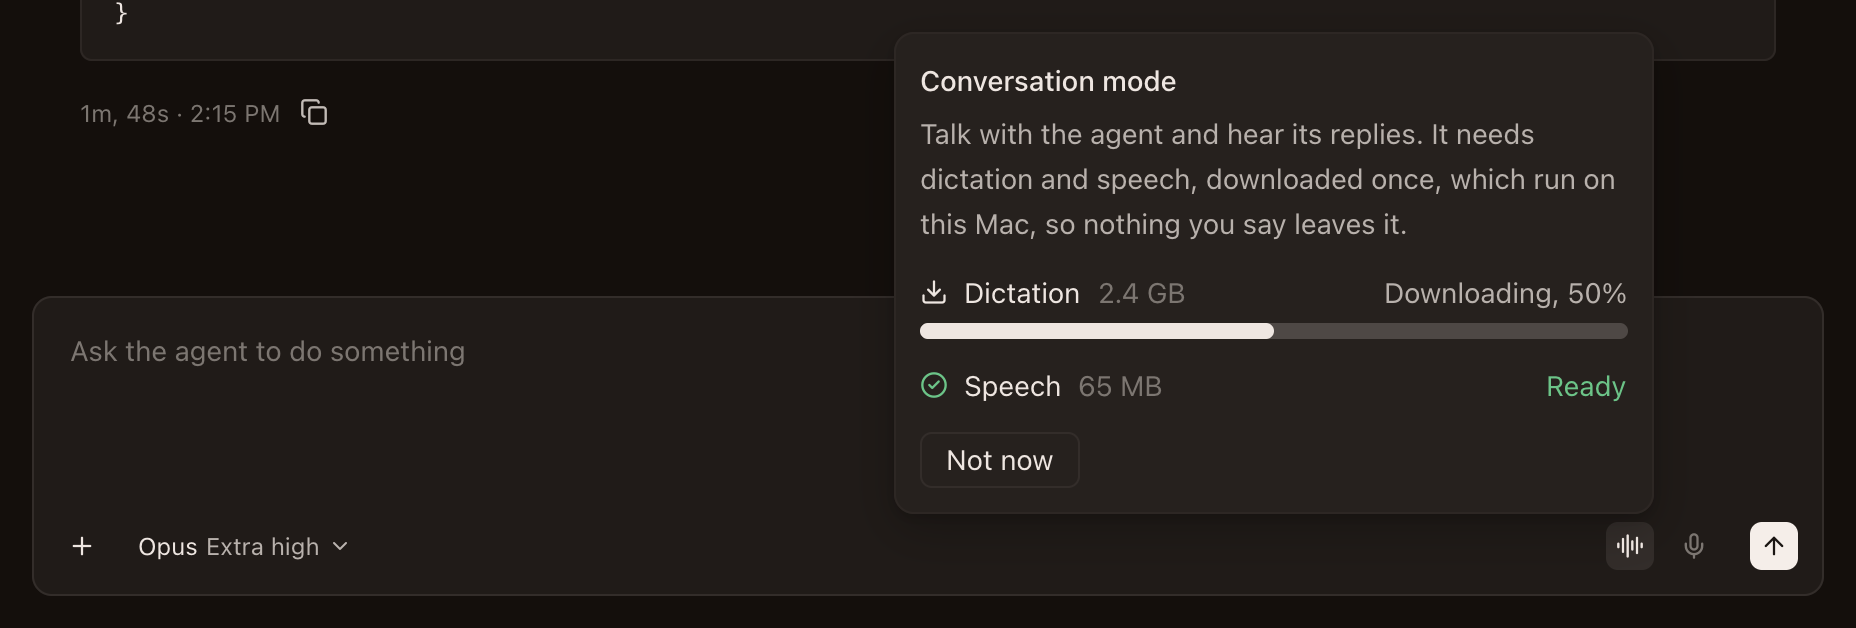 }
1m, 48s · 2:15 PM
Conversation mode
Talk with the agent and hear its replies. It needs
dictation and speech, downloaded once, which run on
this Mac, so nothing you say leaves it.
Dictation 2.4 GB Downloading, 50%
Speech 65 MB Ready
Not now
Ask the agent to do something
Opus Extra high